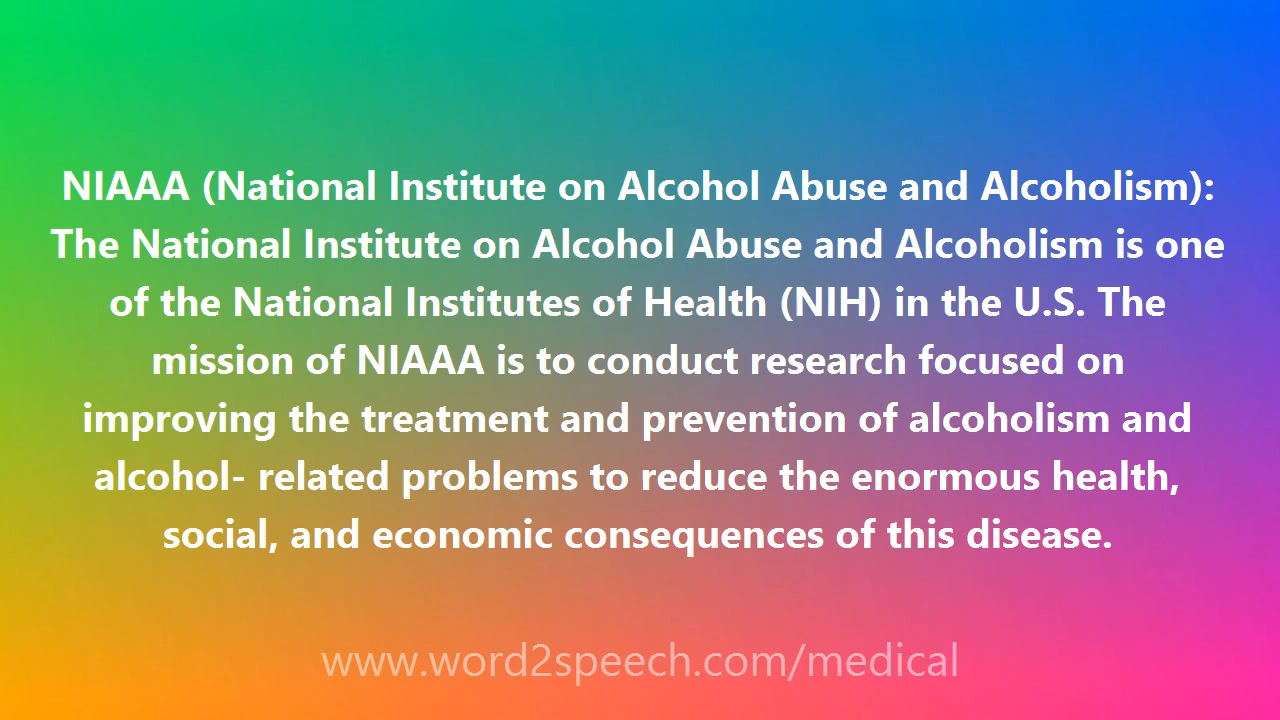 NIAAA (National Institute on Alcohol Abuse and Alcoholism):
The National Institute on Alcohol Abuse and Alcoholism is one
of the National Institutes of Health (NIH) in the U.S. The
mission of NIAAA is to conduct research focused on
improving the treatment and prevention of alcoholism and
alcohol- related problems to reduce the enormous health,
social, and economic consequences of this disease.
www.word2speech.com/medical